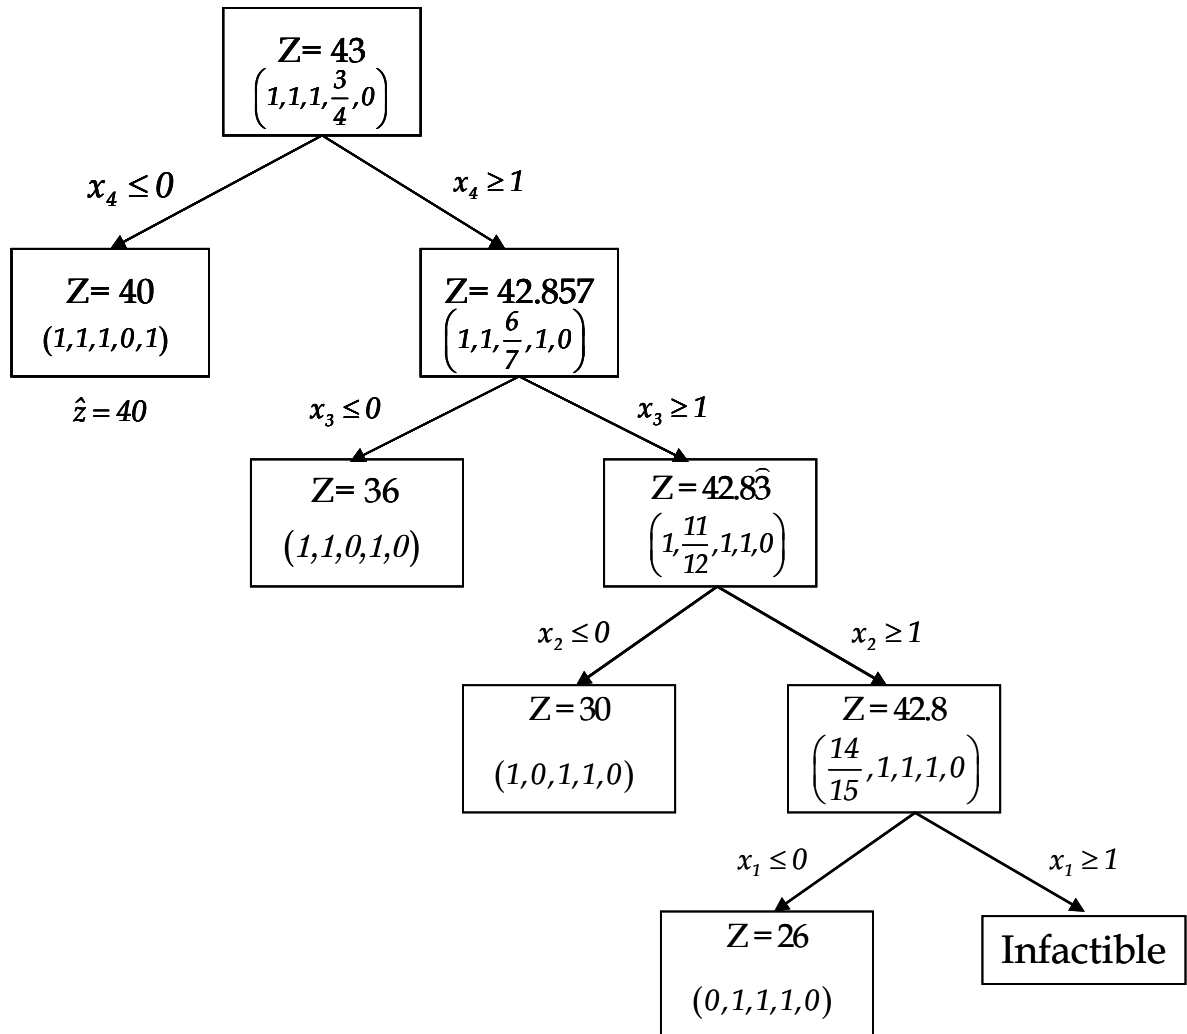 Z= 43
(1,1,1,3/4,0)
x₄ ≤ 0
x₄ ≥ 1
Z= 40
(1,1,1,0,1)
ẑ = 40
Z= 42.857
(1,1,6/7,1,0)
x₃ ≤ 0
x₃ ≥ 1
Z= 36
(1,1,0,1,0)
Z = 42.83̑
(1,11/12,1,1,0)
x₂ ≤ 0
x₂ ≥ 1
Z = 30
(1,0,1,1,0)
Z = 42.8
(14/15,1,1,1,0)
x₁ ≤ 0
x₁ ≥ 1
Z = 26
(0,1,1,1,0)
Infactible